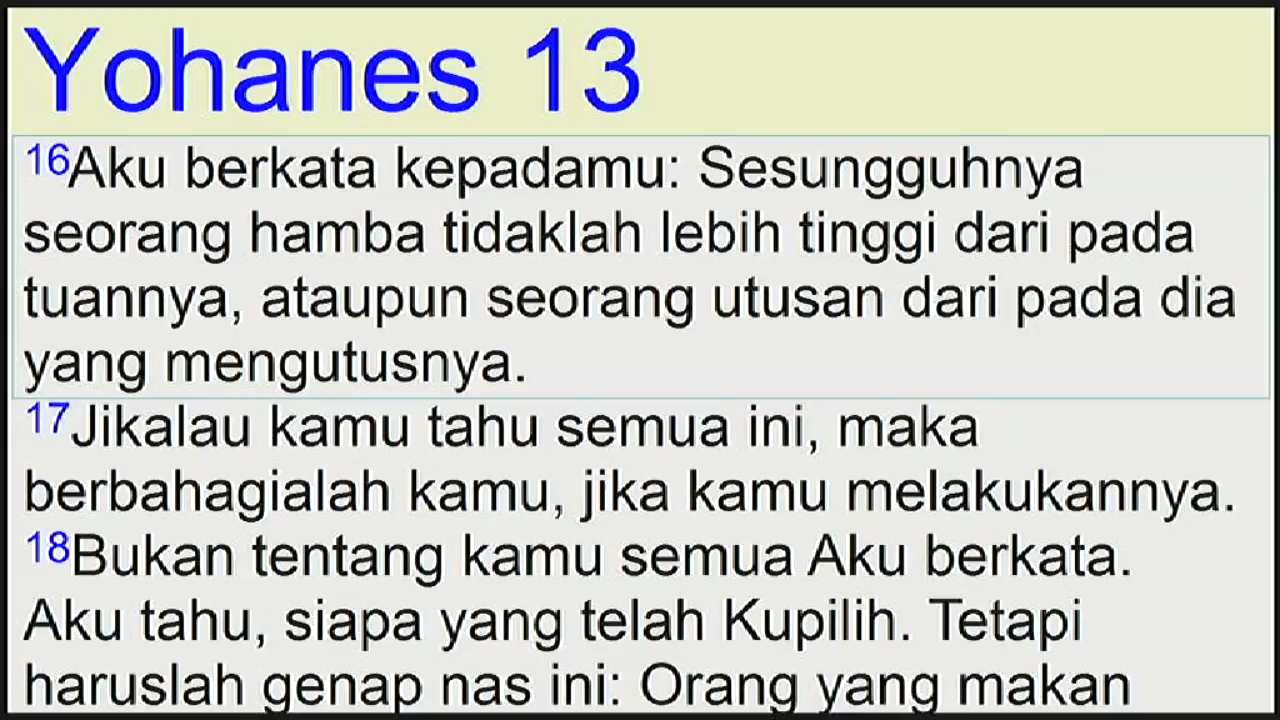 Yohanes 13
16Aku berkata kepadamu: Sesungguhnya
seorang hamba tidaklah lebih tinggi dari pada
tuannya, ataupun seorang utusan dari pada dia
yang mengutusnya.
17Jikalau kamu tahu semua ini, maka
berbahagialah kamu, jika kamu melakukannya.
18Bukan tentang kamu semua Aku berkata.
Aku tahu, siapa yang telah Kupilih. Tetapi
haruslah genap nas ini: Orang yang makan